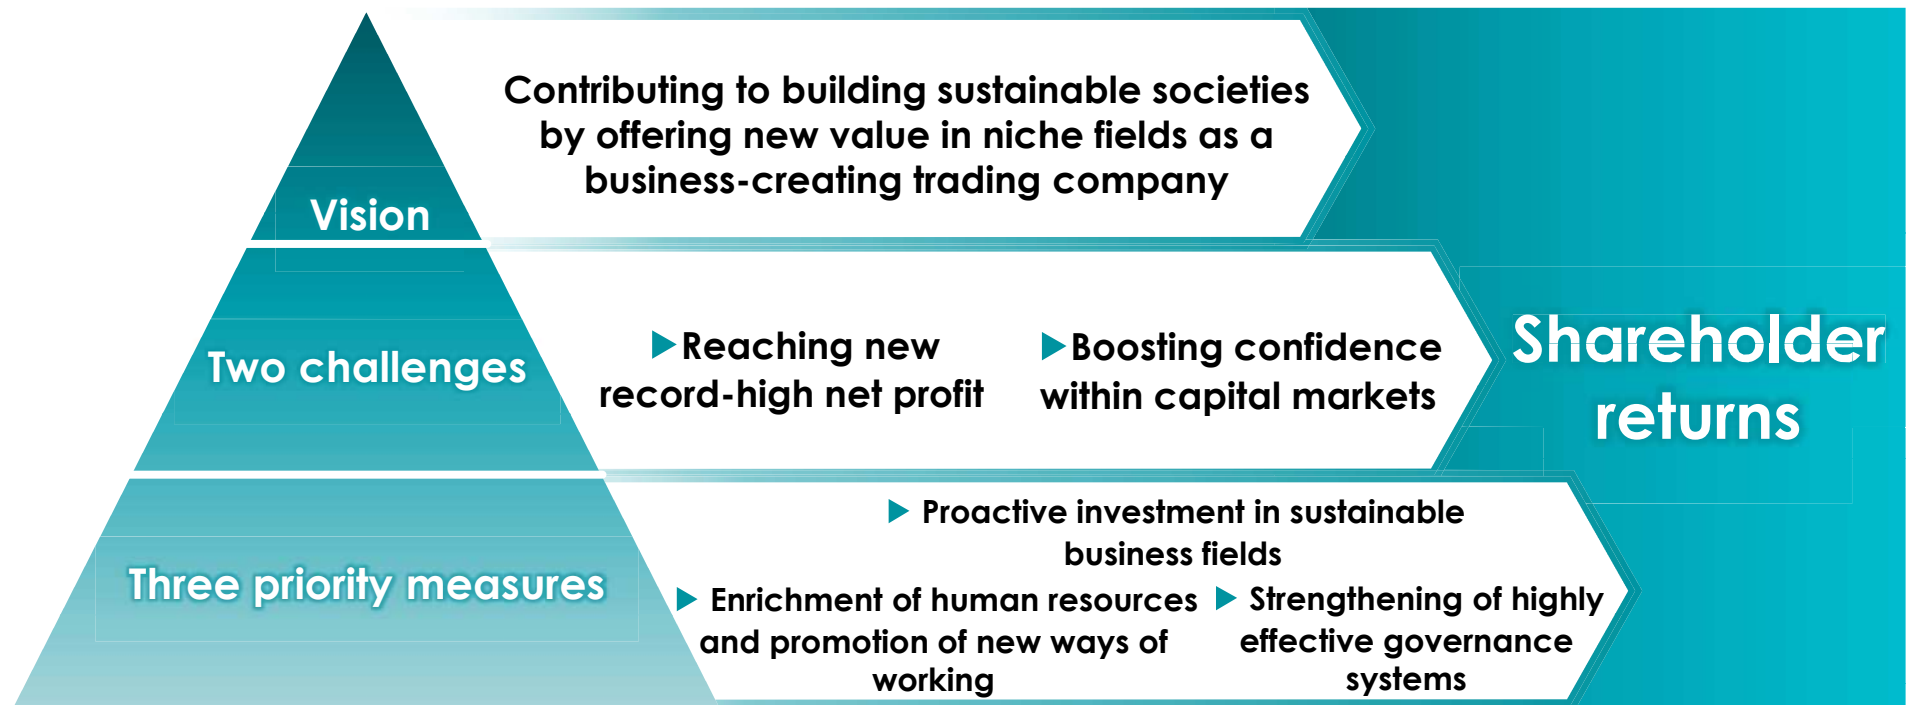 Contributing to building sustainable societies
by offering new value in niche fields as a
business-creating trading company
Vision
Two challenges
▶Reaching new
record-high net profit
▶Boosting confidence
within capital markets
Shareholder
returns
Three priority measures
▶ Proactive investment in sustainable
business fields
▶ Enrichment of human resources
and promotion of new ways of
working
▶ Strengthening of highly
effective governance
systems